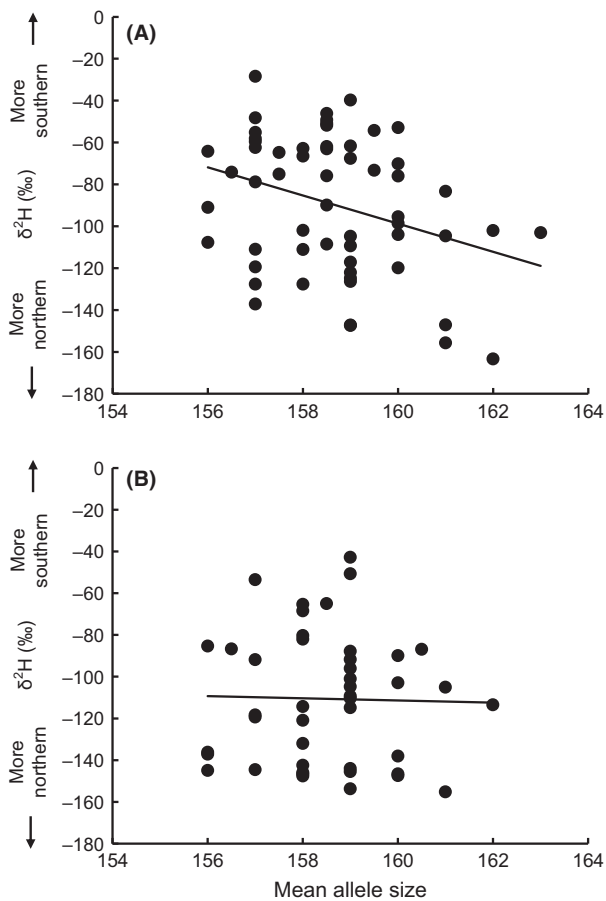 (A)
More
southern
δ²H (‰)
More
northern
0
−20
−40
−60
−80
−100
−120
−140
−160
−180
154 156 158 160 162 164
(B)
More
southern
δ²H (‰)
More
northern
0
−20
−40
−60
−80
−100
−120
−140
−160
−180
154 156 158 160 162 164
Mean allele size